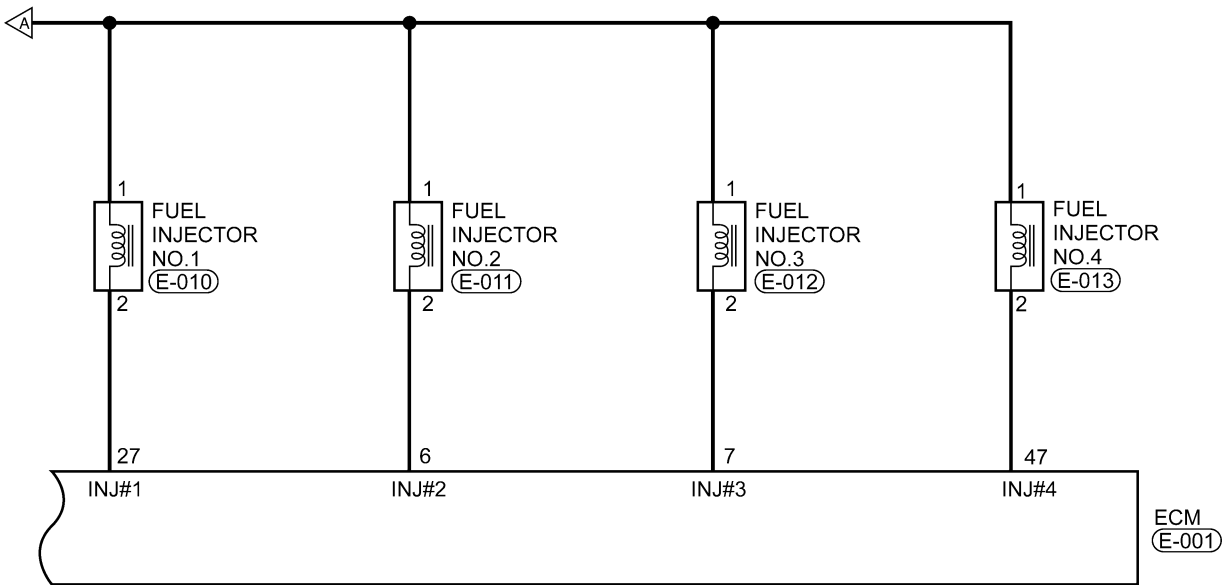 A
1
FUEL
INJECTOR
NO.1
E-010
2
1
FUEL
INJECTOR
NO.2
E-011
2
1
FUEL
INJECTOR
NO.3
E-012
2
1
FUEL
INJECTOR
NO.4
E-013
2
27
6
7
47
INJ#1
INJ#2
INJ#3
INJ#4
ECM
E-001